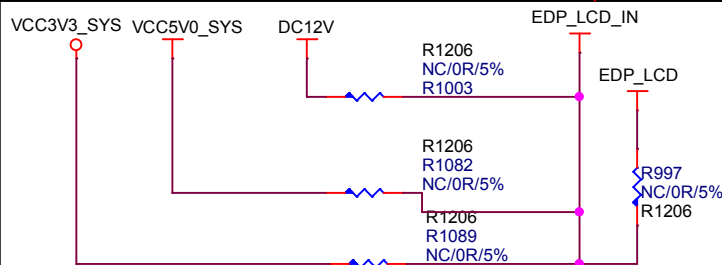 VCC3V3_SYS
VCC5V0_SYS
DC12V
EDP_LCD_IN
R1206
NC/0R/5%
R1003
EDP_LCD
R1206
R1082
NC/0R/5%
R997
NC/0R/5%
R1206
R1206
R1089
NC/0R/5%